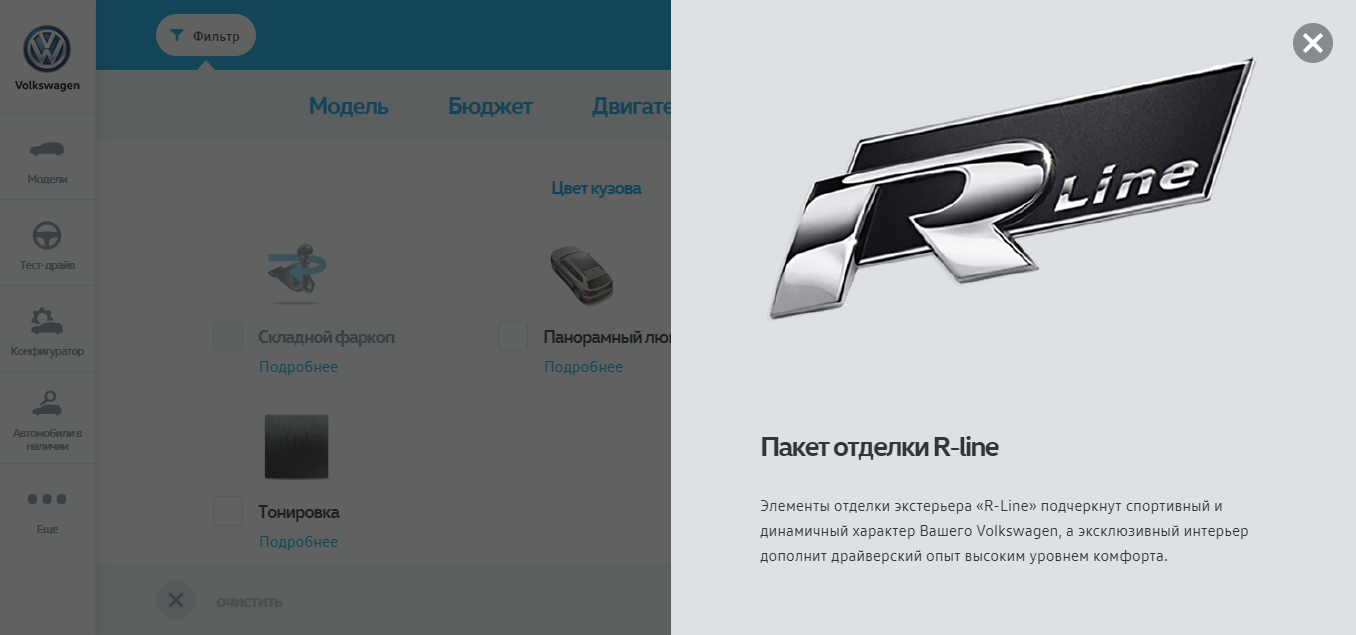 Volkswagen
Модели
Тест-драйв
Конфигуратор
Автомобили в
наличии
Еще
Фильтр
Модель Бюджет Двигате
Цвет кузова
Складной фаркоп
Подробнее
Панорамный лю
Подробнее
Тонировка
Подробнее
очистить
R Line
Пакет отделки R-line
Элементы отделки экстерьера «R-Line» подчеркнут спортивный и
динамичный характер Вашего Volkswagen, а эксклюзивный интерьер
дополнит драйверский опыт высоким уровнем комфорта.